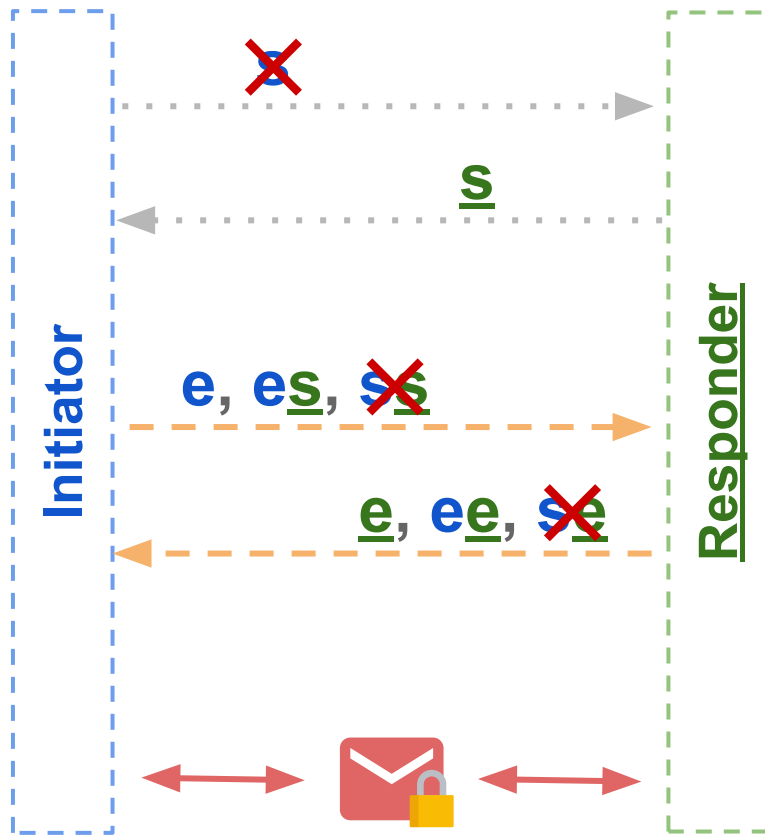 s
s
e, es, ss
e, ee, se
Initiator
Responder